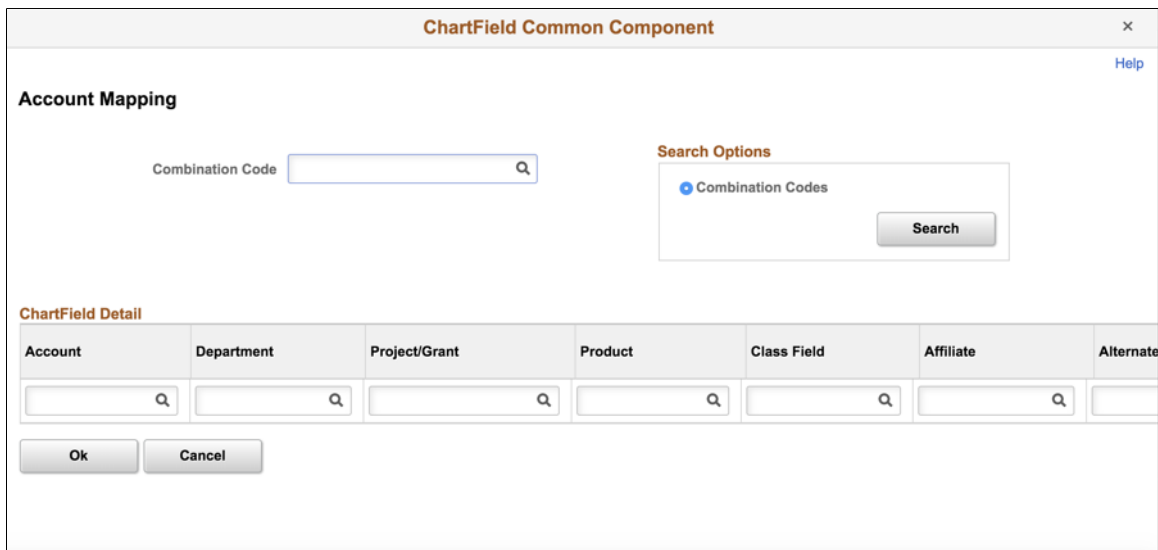 ChartField Common Component
×
Help
Account Mapping
Combination Code
Search Options
Combination Codes
Search
ChartField Detail
Account Department Project/Grant Product Class Field Affiliate Alternate
Ok Cancel